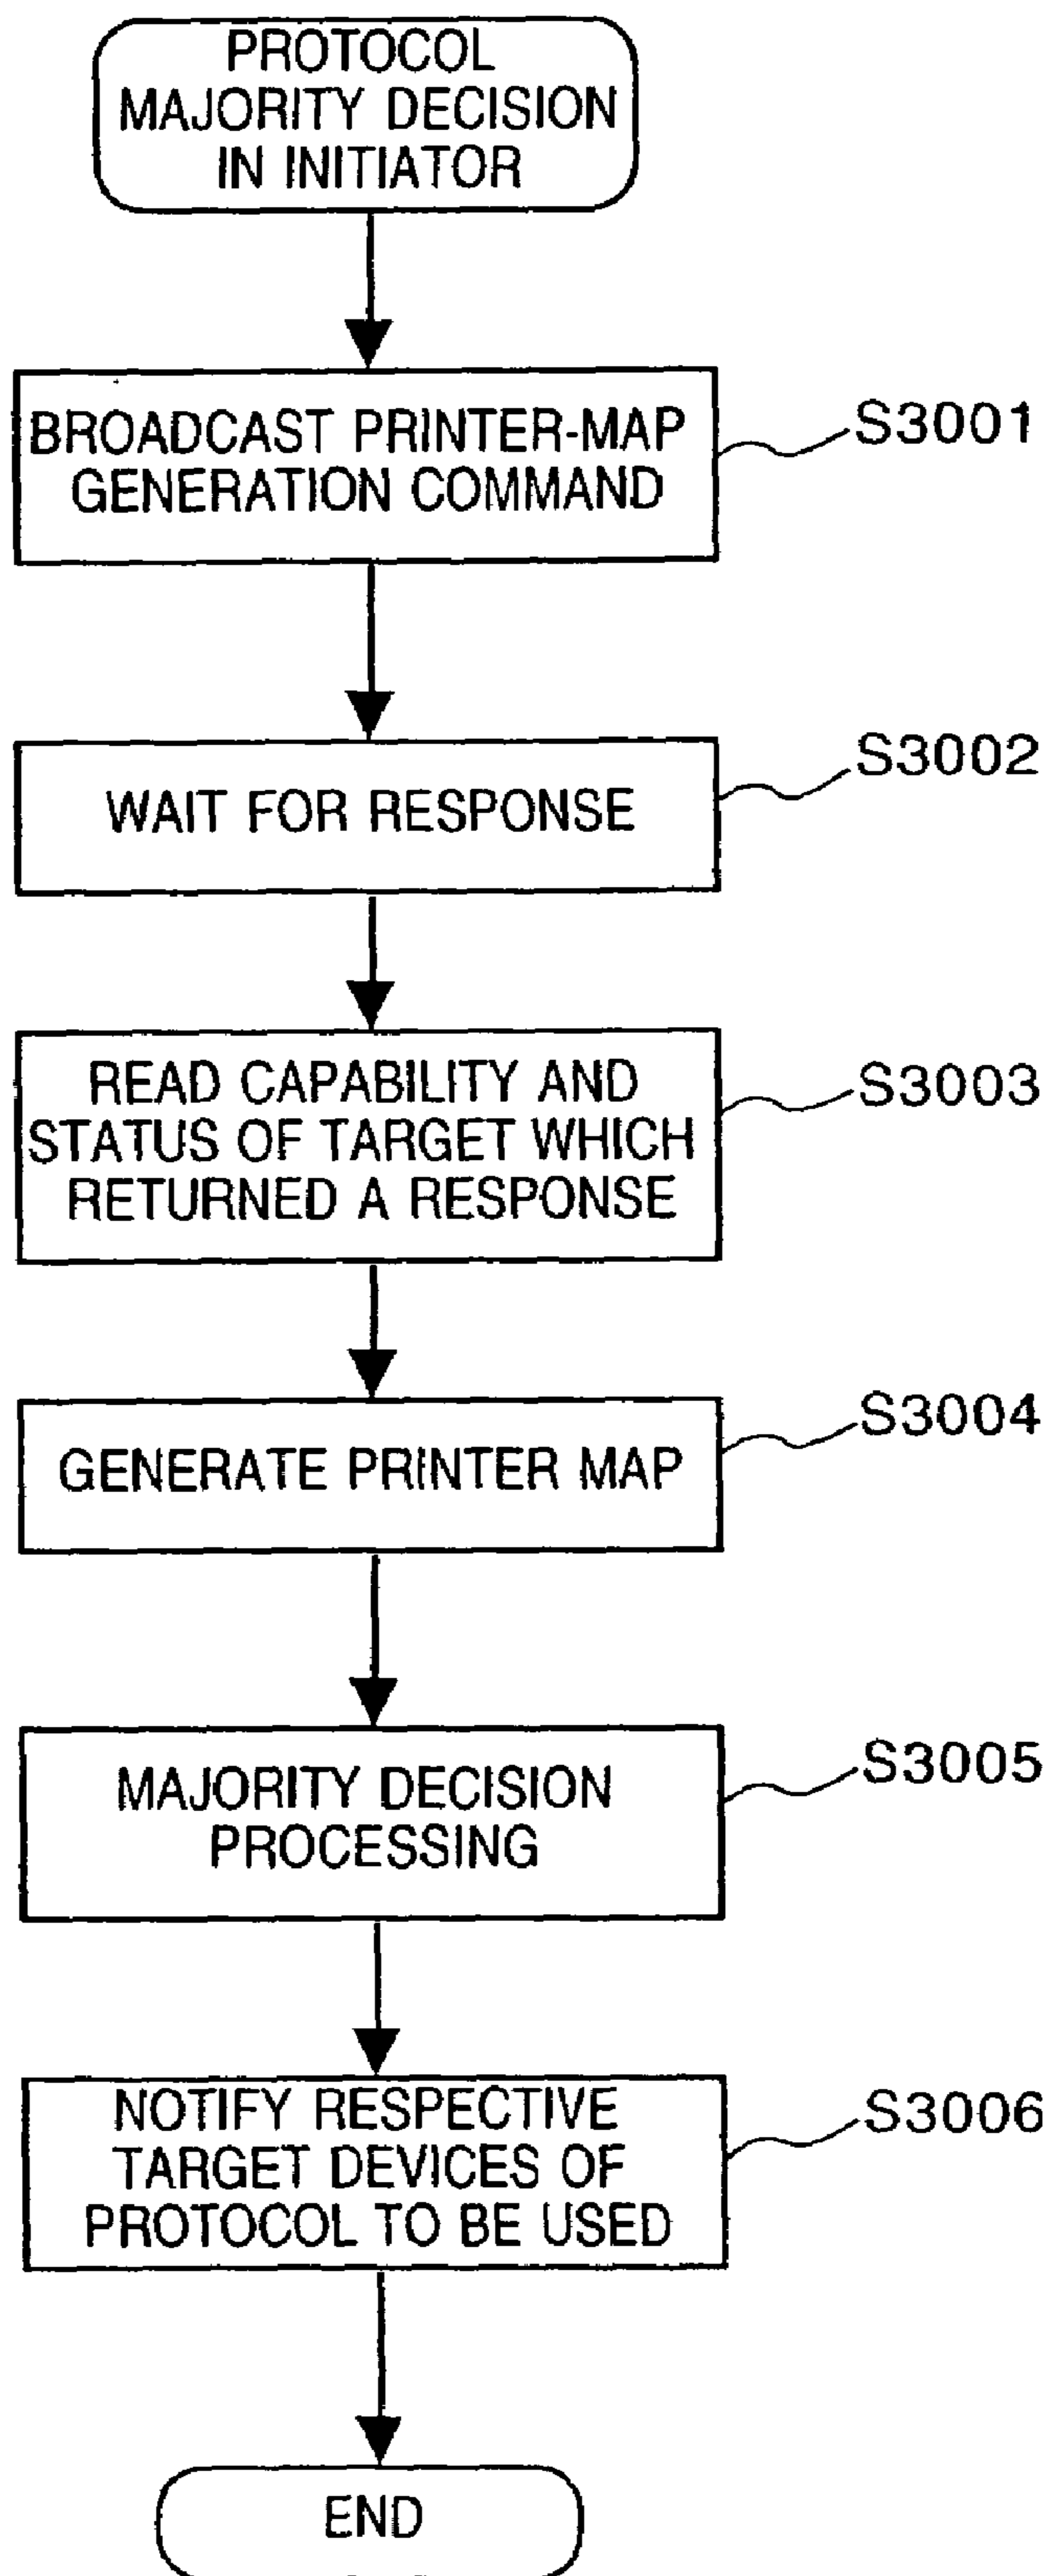 PROTOCOL
MAJORITY DECISION
IN INITIATOR
BROADCAST PRINTER-MAP
GENERATION COMMAND
S3001
WAIT FOR RESPONSE
S3002
READ CAPABILITY AND
STATUS OF TARGET WHICH
RETURNED A RESPONSE
S3003
GENERATE PRINTER MAP
S3004
MAJORITY DECISION
PROCESSING
S3005
NOTIFY RESPECTIVE
TARGET DEVICES OF
PROTOCOL TO BE USED
S3006
END